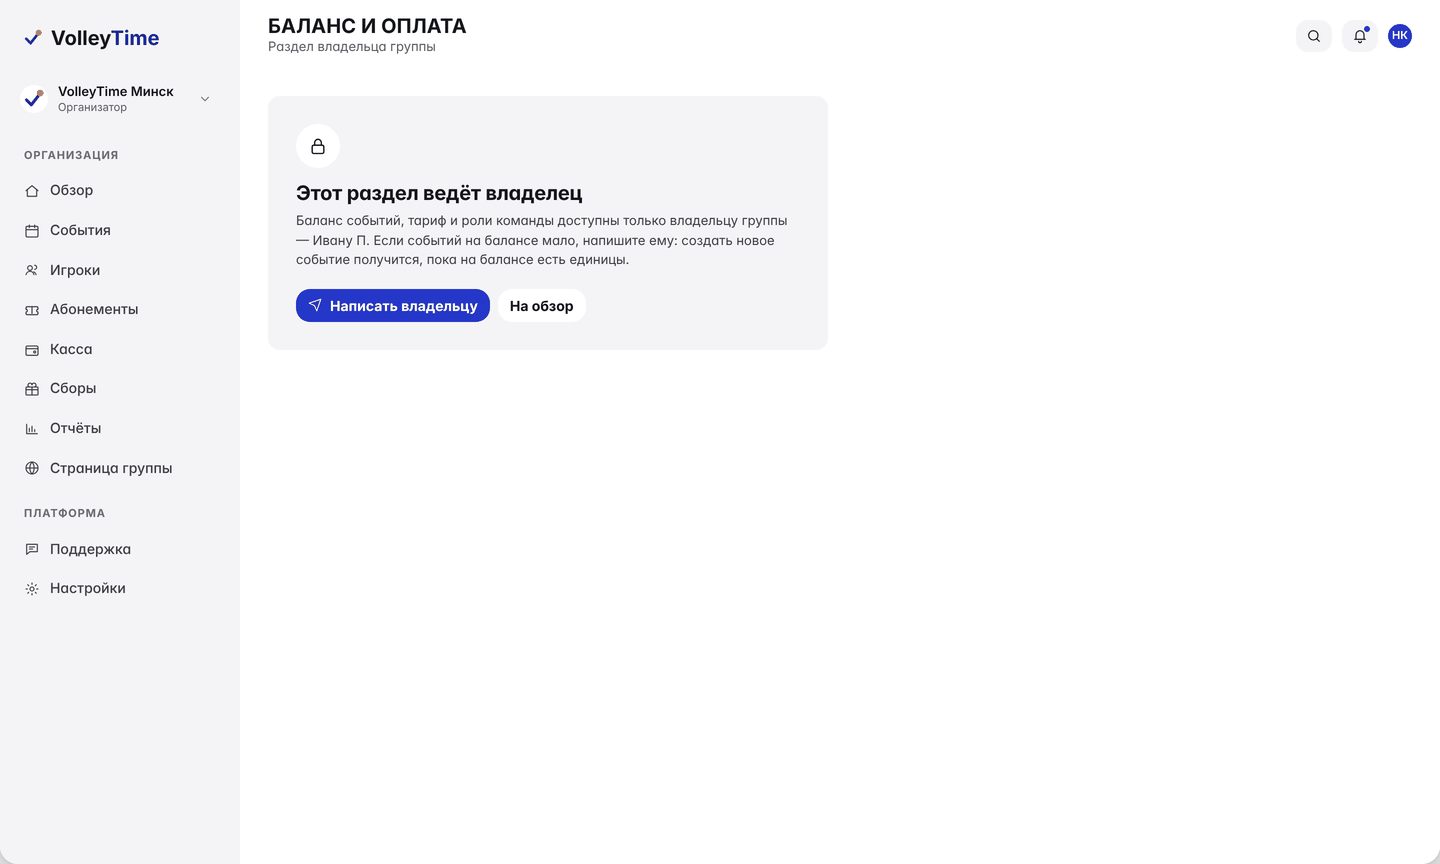 VolleyTime
VolleyTime Минск
Организатор
ОРГАНИЗАЦИЯ
Обзор
События
Игроки
Абонементы
Касса
Сборы
Отчёты
Страница группы
ПЛАТФОРМА
Поддержка
Настройки
БАЛАНС И ОПЛАТА
Раздел владельца группы
НК
Этот раздел ведёт владелец
Баланс событий, тариф и роли команды доступны только владельцу группы
— Ивану П. Если событий на балансе мало, напишите ему: создать новое
событие получится, пока на балансе есть единицы.
Написать владельцу
На обзор